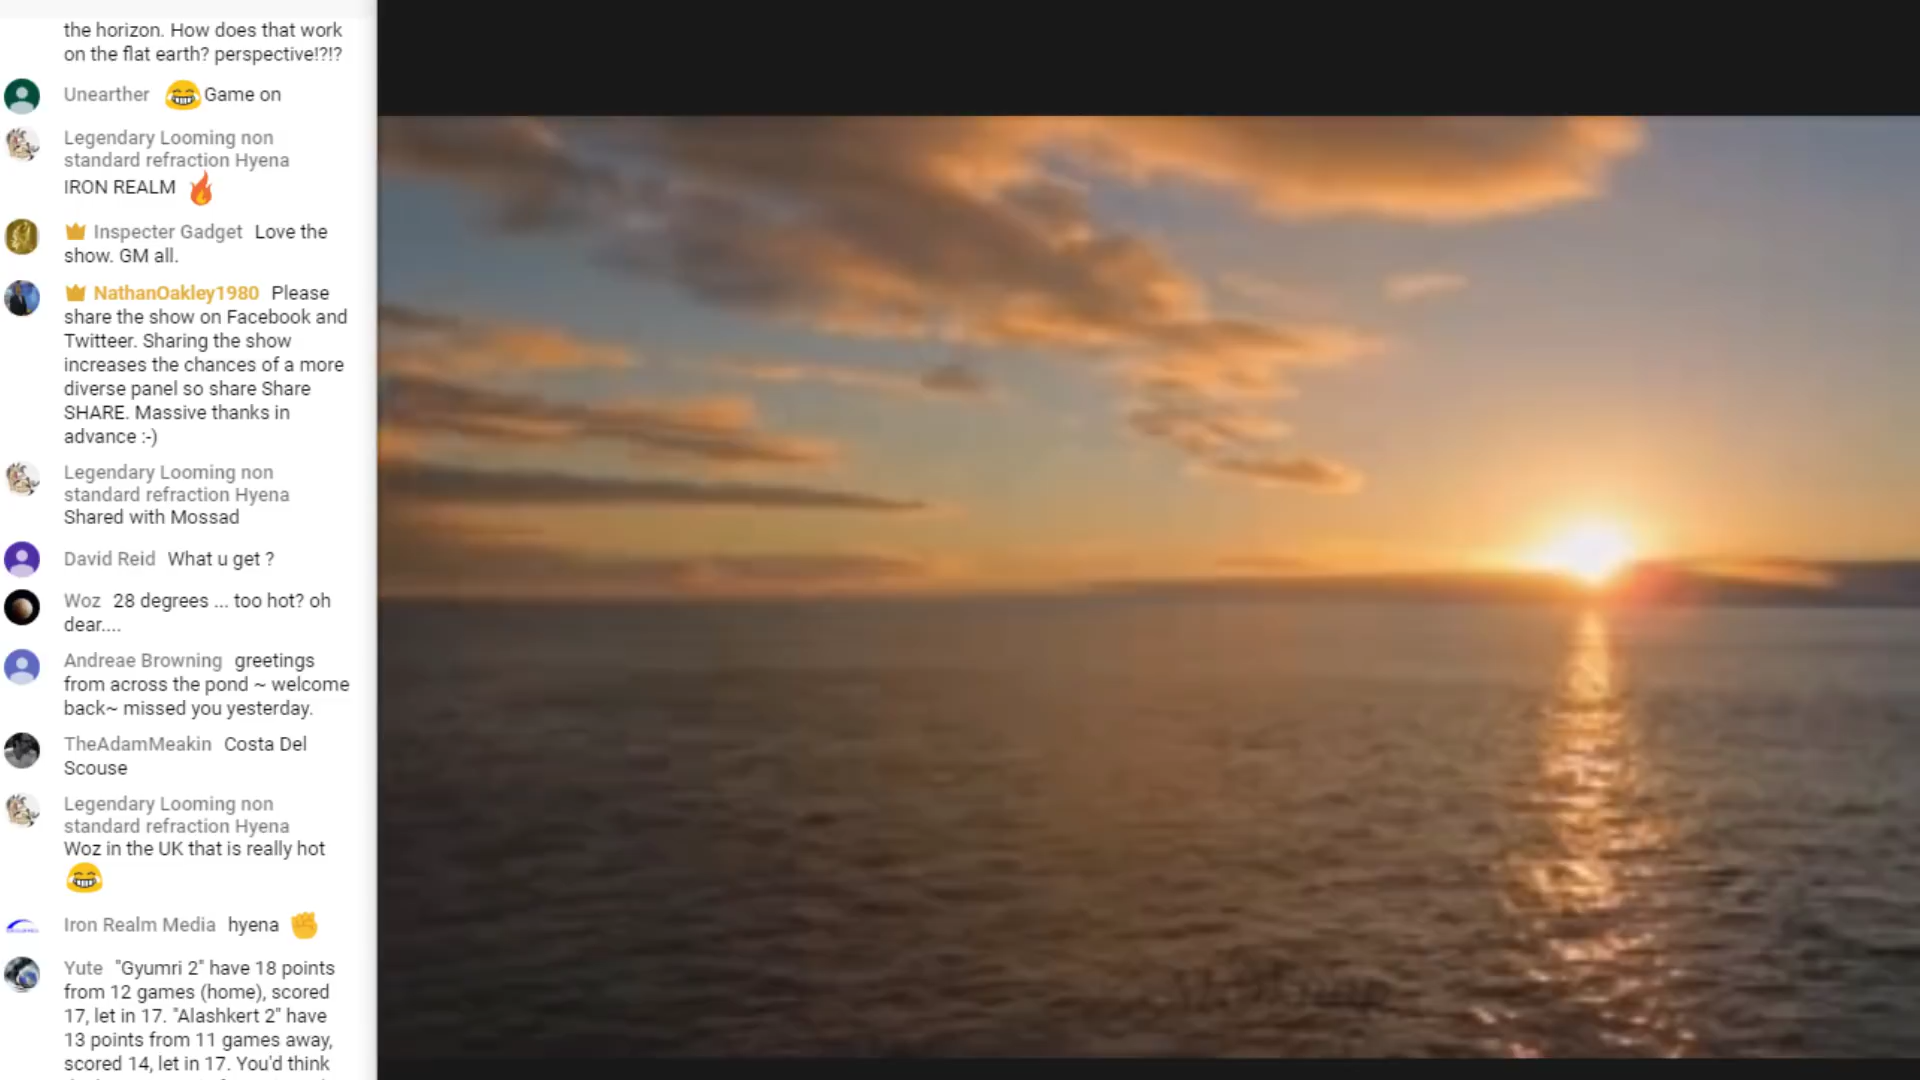 the horizon. How does that work
on the flat earth? perspective!?!?
Unearther 😂 Game on
Legendary Looming non
standard refraction Hyena
IRON REALM 🔥
Inspecter Gadget Love the
show. GM all.
NathanOakley1980 Please
share the show on Facebook and
Twitteer. Sharing the show
increases the chances of a more
diverse panel so share Share
SHARE. Massive thanks in
advance :-)
Legendary Looming non
standard refraction Hyena
Shared with Mossad
David Reid What u get ?
Woz 28 degrees ... too hot? oh
dear....
Andreae Browning greetings
from across the pond ~ welcome
back~ missed you yesterday.
TheAdamMeakin Costa Del
Scouse
Legendary Looming non
standard refraction Hyena
Woz in the UK that is really hot
😂
Iron Realm Media hyena ✊
Yute "Gyumri 2" have 18 points
from 12 games (home), scored
17, let in 17. "Alashkert 2" have
13 points from 11 games away,
scored 14, let in 17. You'd think